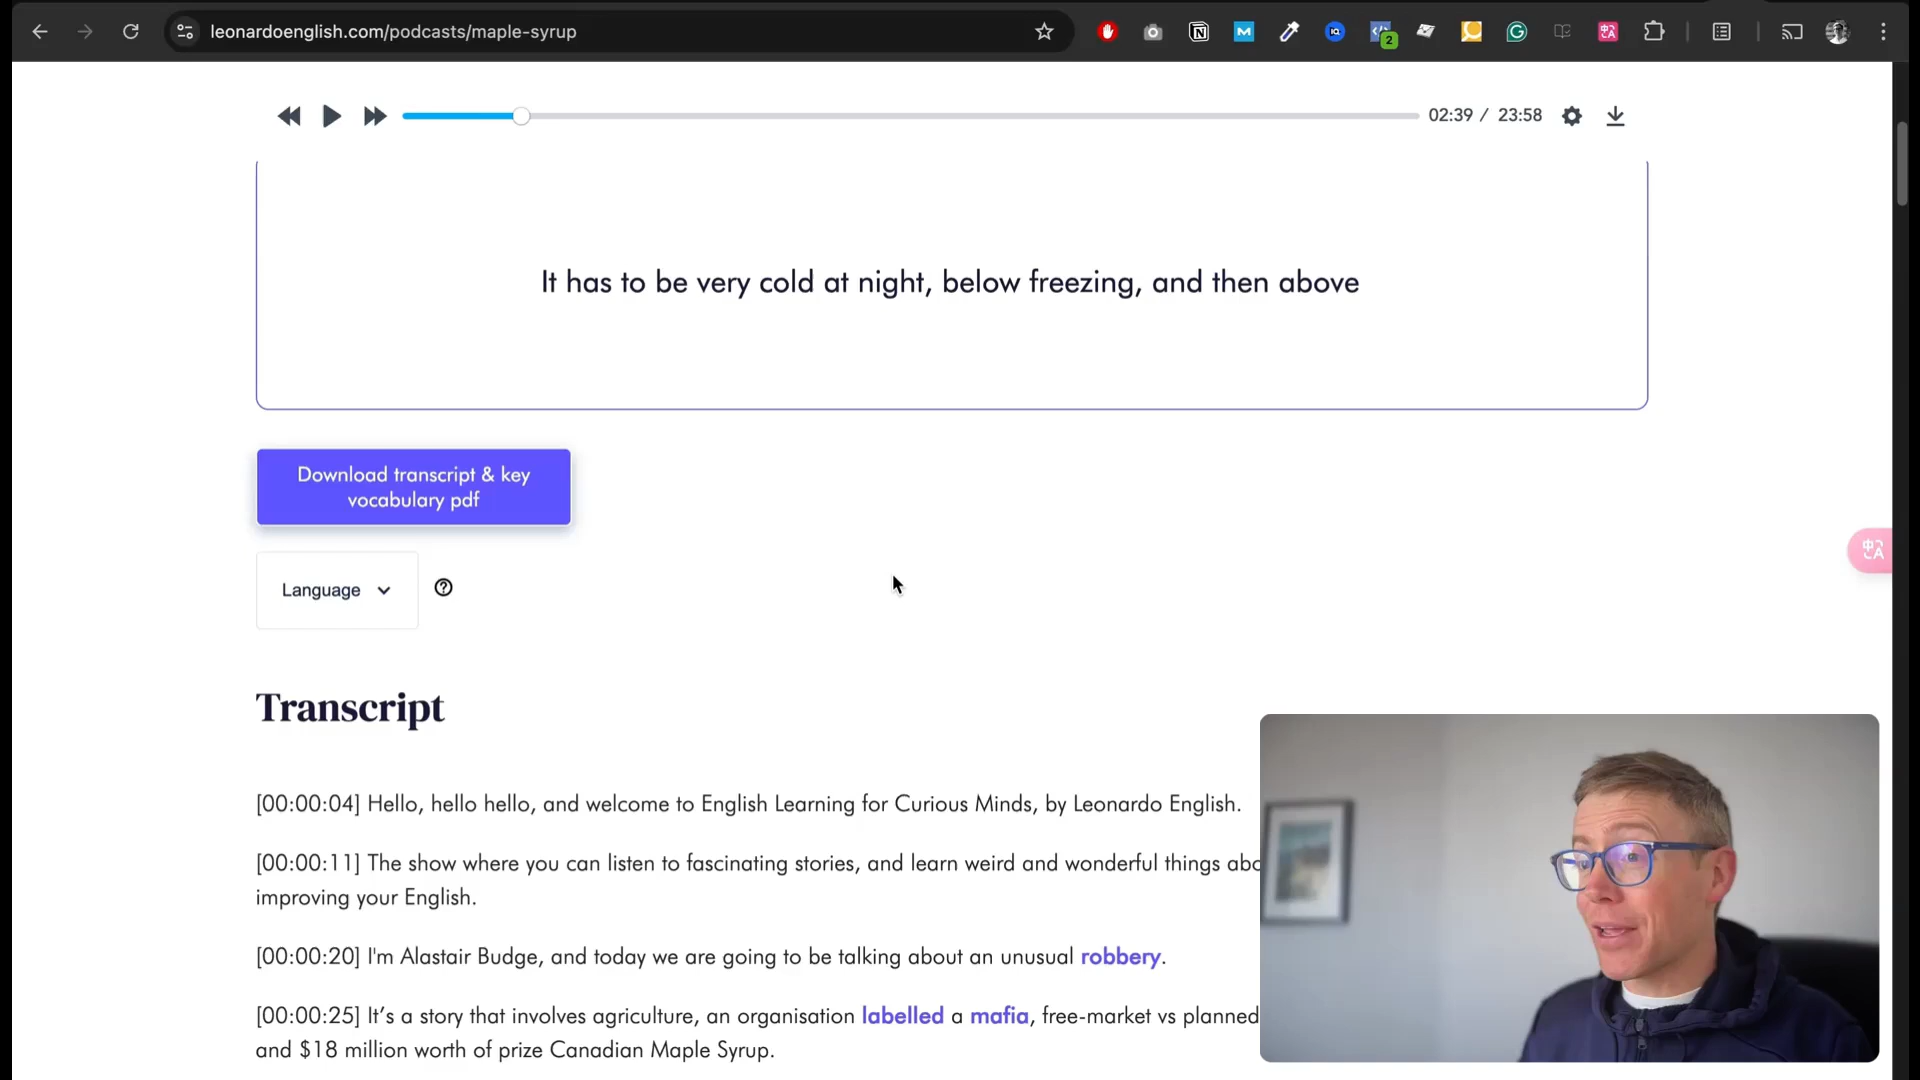 leonardoenglish.com/podcasts/maple-syrup
2
02:39 / 23:58
It has to be very cold at night, below freezing, and then above
Download transcript & key
vocabulary pdf
Language
Transcript
[00:00:04] Hello, hello hello, and welcome to English Learning for Curious Minds, by Leonardo English.
[00:00:11] The show where you can listen to fascinating stories, and learn weird and wonderful things
improving your English.
[00:00:20] I'm Alastair Budge, and today we are going to be talking about an unusual robbery.
[00:00:25] It’s a story that involves agriculture, an organisation labelled a mafia, free-market vs planned
and $18 million worth of prize Canadian Maple Syrup.